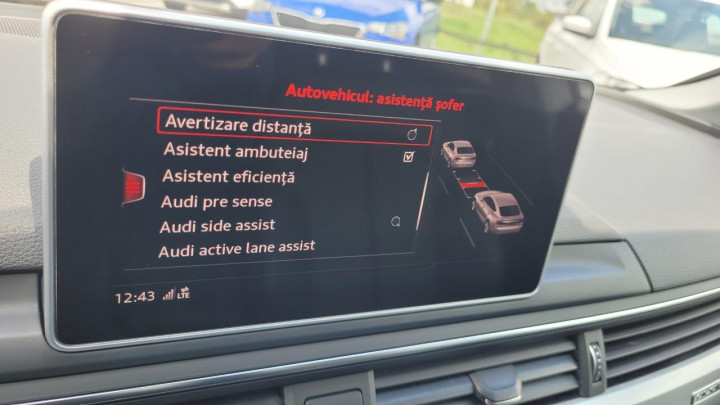 Autovehicul: asistență șofer
Avertizare distanță
Asistent ambuteiaj
Asistent eficiență
Audi pre sense
Audi side assist
Audi active lane assist
12:43 LTE